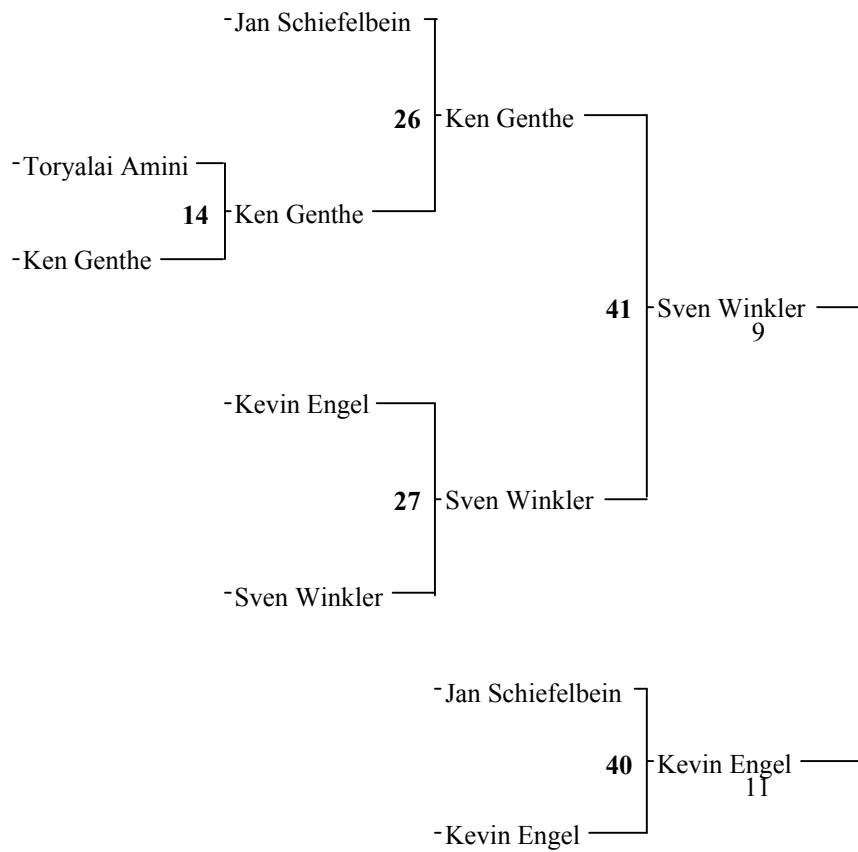 - Jan Schiefelbein
26 - Ken Genthe
- Toryalai Amini
14 - Ken Genthe
- Ken Genthe
41 - Sven Winkler
9
- Kevin Engel
27 - Sven Winkler
- Sven Winkler
- Jan Schiefelbein
40 - Kevin Engel
11
- Kevin Engel